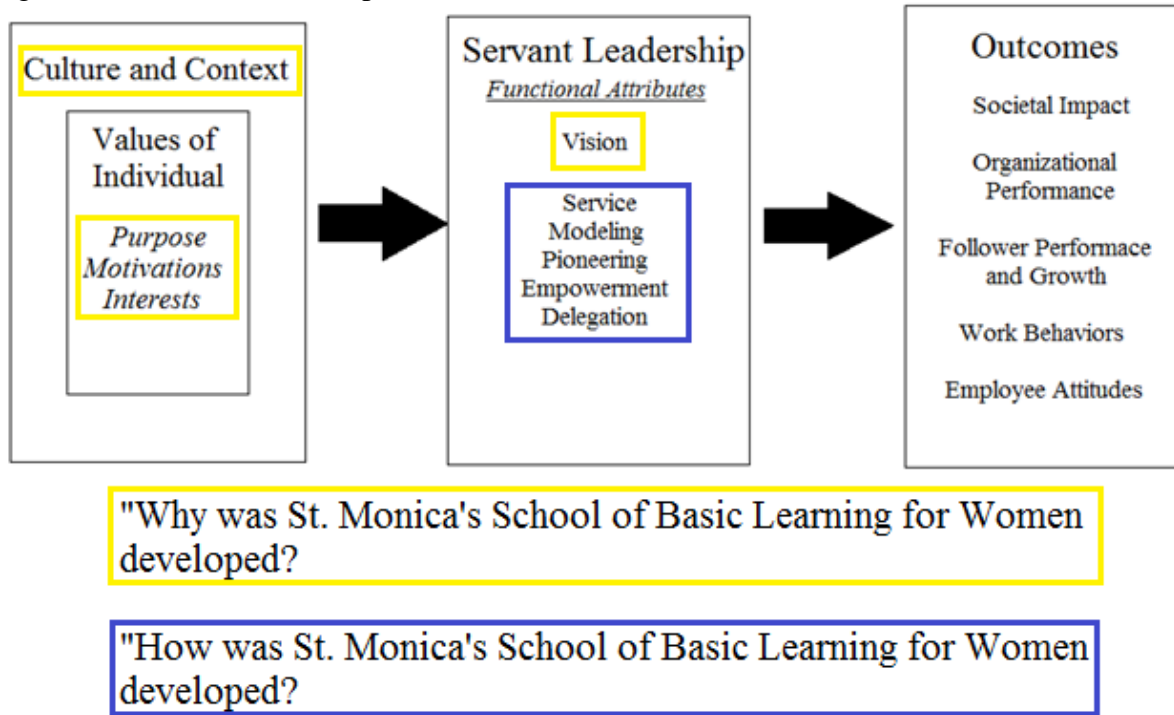 Culture and Context
Values of
Individual
Purpose
Motivations
Interests
Servant Leadership
Functional Attributes
Vision
Service
Modeling
Pioneering
Empowerment
Delegation
Outcomes
Societal Impact
Organizational
Performance
Follower Performace
and Growth
Work Behaviors
Employee Attitudes
"Why was St. Monica's School of Basic Learning for Women
developed?
"How was St. Monica's School of Basic Learning for Women
developed?